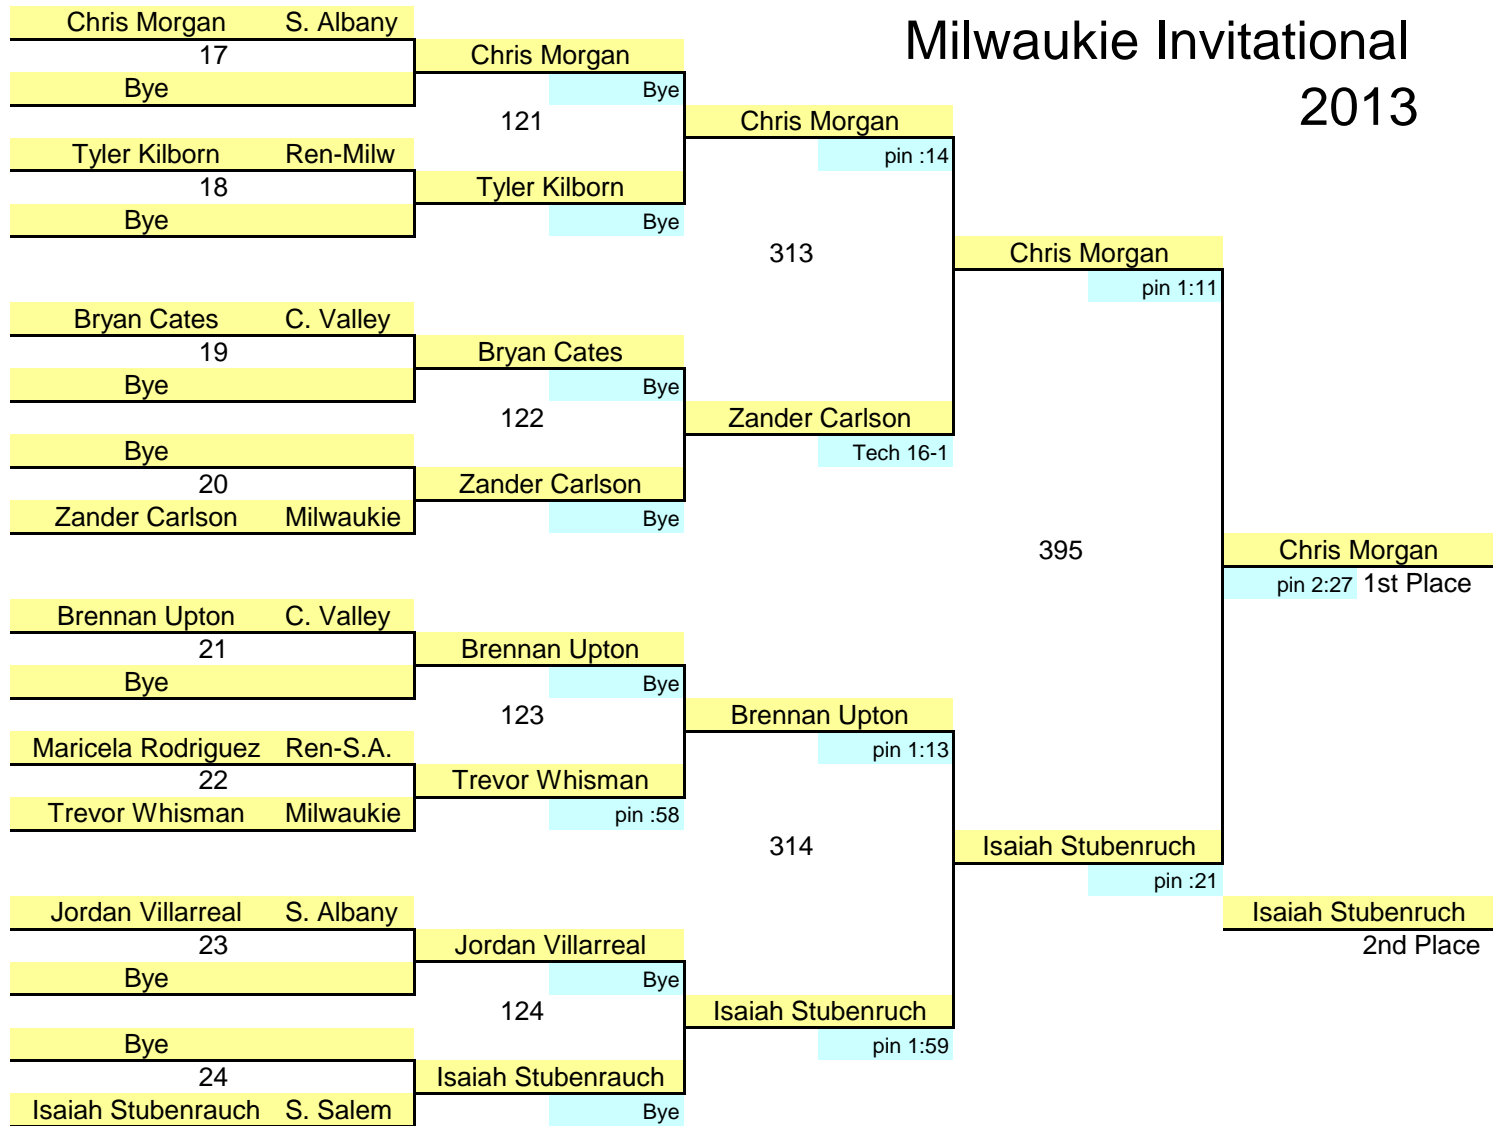 Milwaukie Invitational
2013
Chris Morgan S. Albany
17
Bye
Tyler Kilborn Ren-Milw
18
Bye
Bryan Cates C. Valley
19
Bye
Bye
20
Zander Carlson Milwaukie
Brennan Upton C. Valley
21
Bye
Maricela Rodriguez Ren-S.A.
22
Trevor Whisman Milwaukie
Jordan Villarreal S. Albany
23
Bye
Bye
24
Isaiah Stubenrauch S. Salem
Chris Morgan
Bye
121
Tyler Kilborn
Bye
Bryan Cates
Bye
122
Zander Carlson
Bye
Brennan Upton
Bye
123
Trevor Whisman
pin :58
Jordan Villarreal
Bye
124
Isaiah Stubenrauch
Bye
Chris Morgan
pin :14
313
Zander Carlson
Tech 16-1
Brennan Upton
pin 1:13
314
Isaiah Stubenruch
pin 1:59
Chris Morgan
pin 1:11
395
Isaiah Stubenruch
pin :21
Chris Morgan
pin 2:27 1st Place
Isaiah Stubenruch
2nd Place